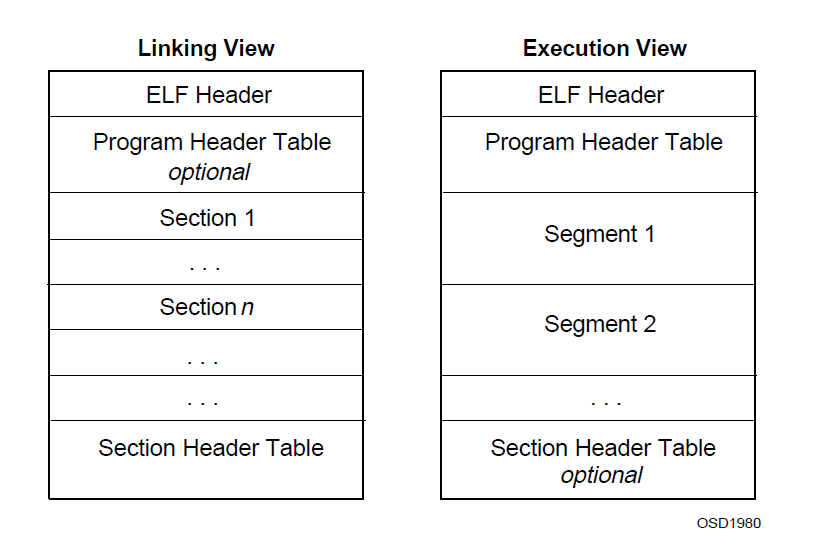 Linking View
ELF Header
Program Header Table
optional
Section 1
. . .
Section n
. . .
. . .
Section Header Table
Execution View
ELF Header
Program Header Table
Segment 1
Segment 2
. . .
Section Header Table
optional
OSD1980